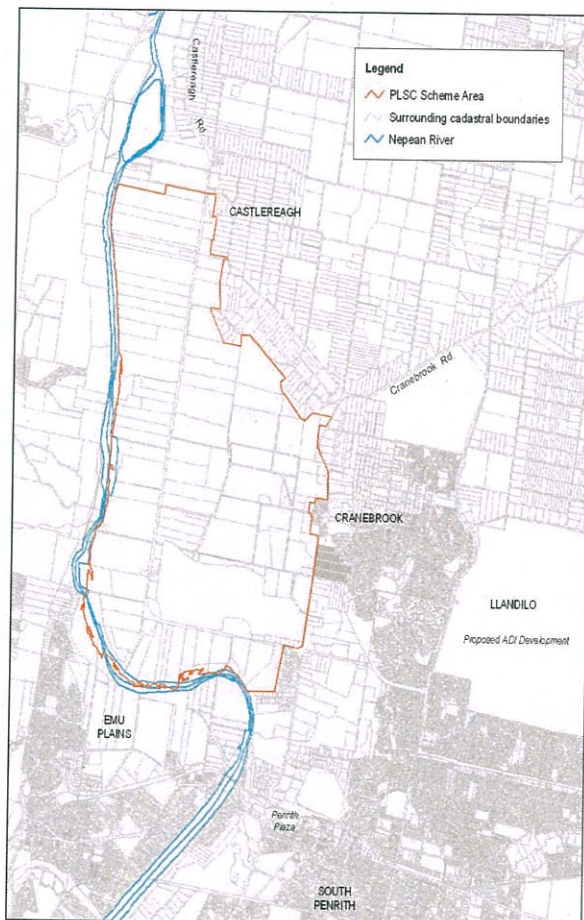 Castlereagh
Rd
Legend
PLSC Scheme Area
Surrounding cadastral boundaries
Nepean River
CASTLEREAGH
Cranebrook Rd
CRANEBROOK
LLANDILO
Proposed ADI Development
EMU
PLAINS
Penrith
Plaza
SOUTH
PENRITH